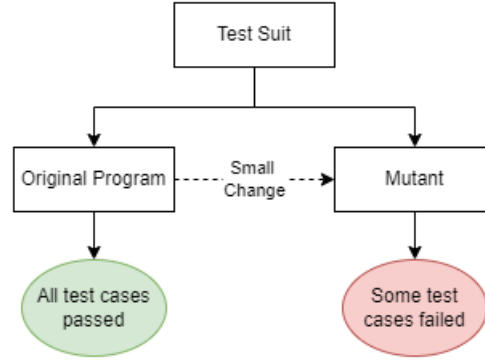 Test Suit
Original Program
Small
Change
Mutant
All test cases
passed
Some test
cases failed